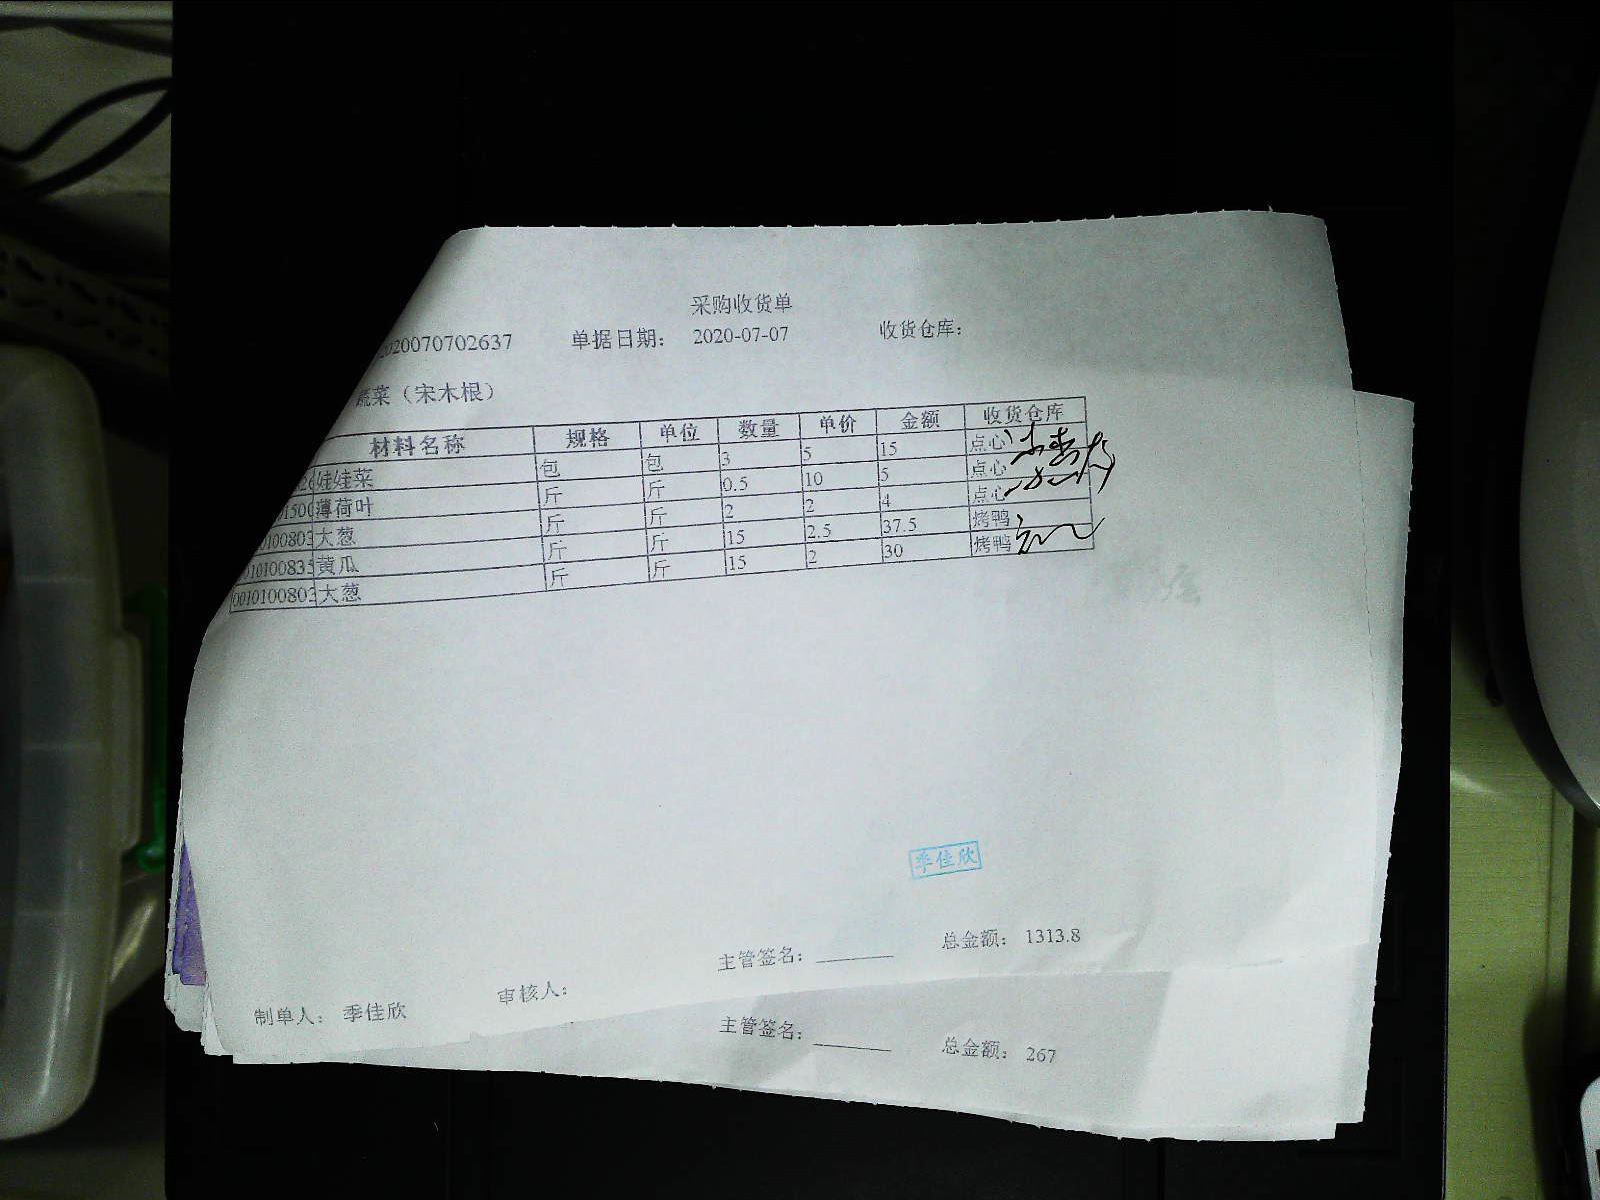 采购收货单
020070702637 单据日期： 2020-07-07 收货仓库：
蔬菜（宋木根）
材料名称 规格 单位 数量 单价 金额 收货仓库
娃娃菜 包 包 3 5 15 点心
薄荷叶 斤 斤 0.5 10 5 点心
0100803 大葱 斤 斤 2 2 4 点心
010100835 黄瓜 斤 斤 15 2.5 37.5 烤鸭
0010100803 大葱 斤 斤 15 2 30 烤鸭
季佳欣
制单人： 季佳欣 审核人： 主管签名： 总金额： 1313.8
主管签名： 总金额： 267